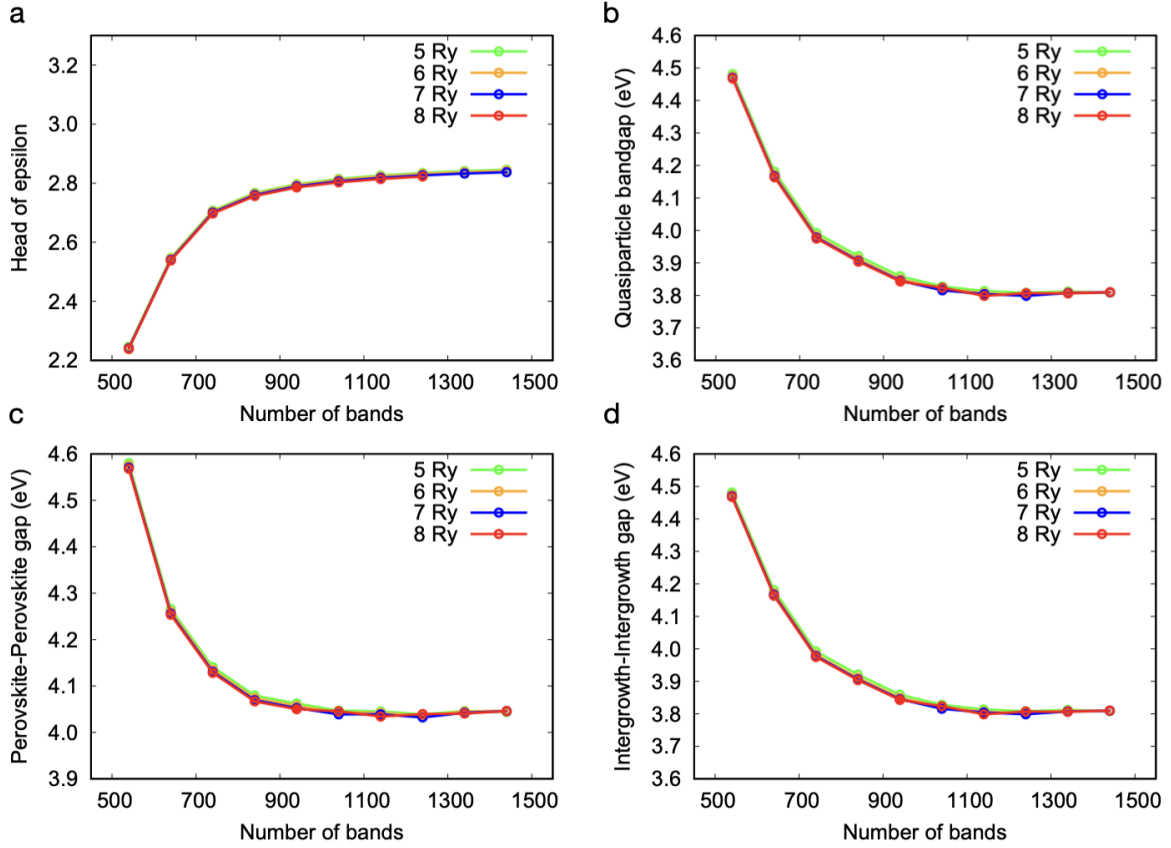 a
Head of epsilon
3.2
3.0
2.8
2.6
2.4
2.2
500 700 900 1100 1300 1500
Number of bands
5 Ry
6 Ry
7 Ry
8 Ry
b
Quasiparticle bandgap (eV)
4.6
4.5
4.4
4.2
4.1
4.0
3.9
3.8
3.7
3.6
500 700 900 1100 1300 1500
Number of bands
5 Ry
6 Ry
7 Ry
8 Ry
c
Perovskite-Perovskite gap (eV)
4.6
4.5
4.4
4.3
4.2
4.1
4.0
3.9
500 700 900 1100 1300 1500
Number of bands
5 Ry
6 Ry
7 Ry
8 Ry
d
Intergrowth-Intergrowth gap (eV)
4.6
4.5
4.4
4.2
4.1
4.0
3.9
3.8
3.7
3.6
500 700 900 1100 1300 1500
Number of bands
5 Ry
6 Ry
7 Ry
8 Ry